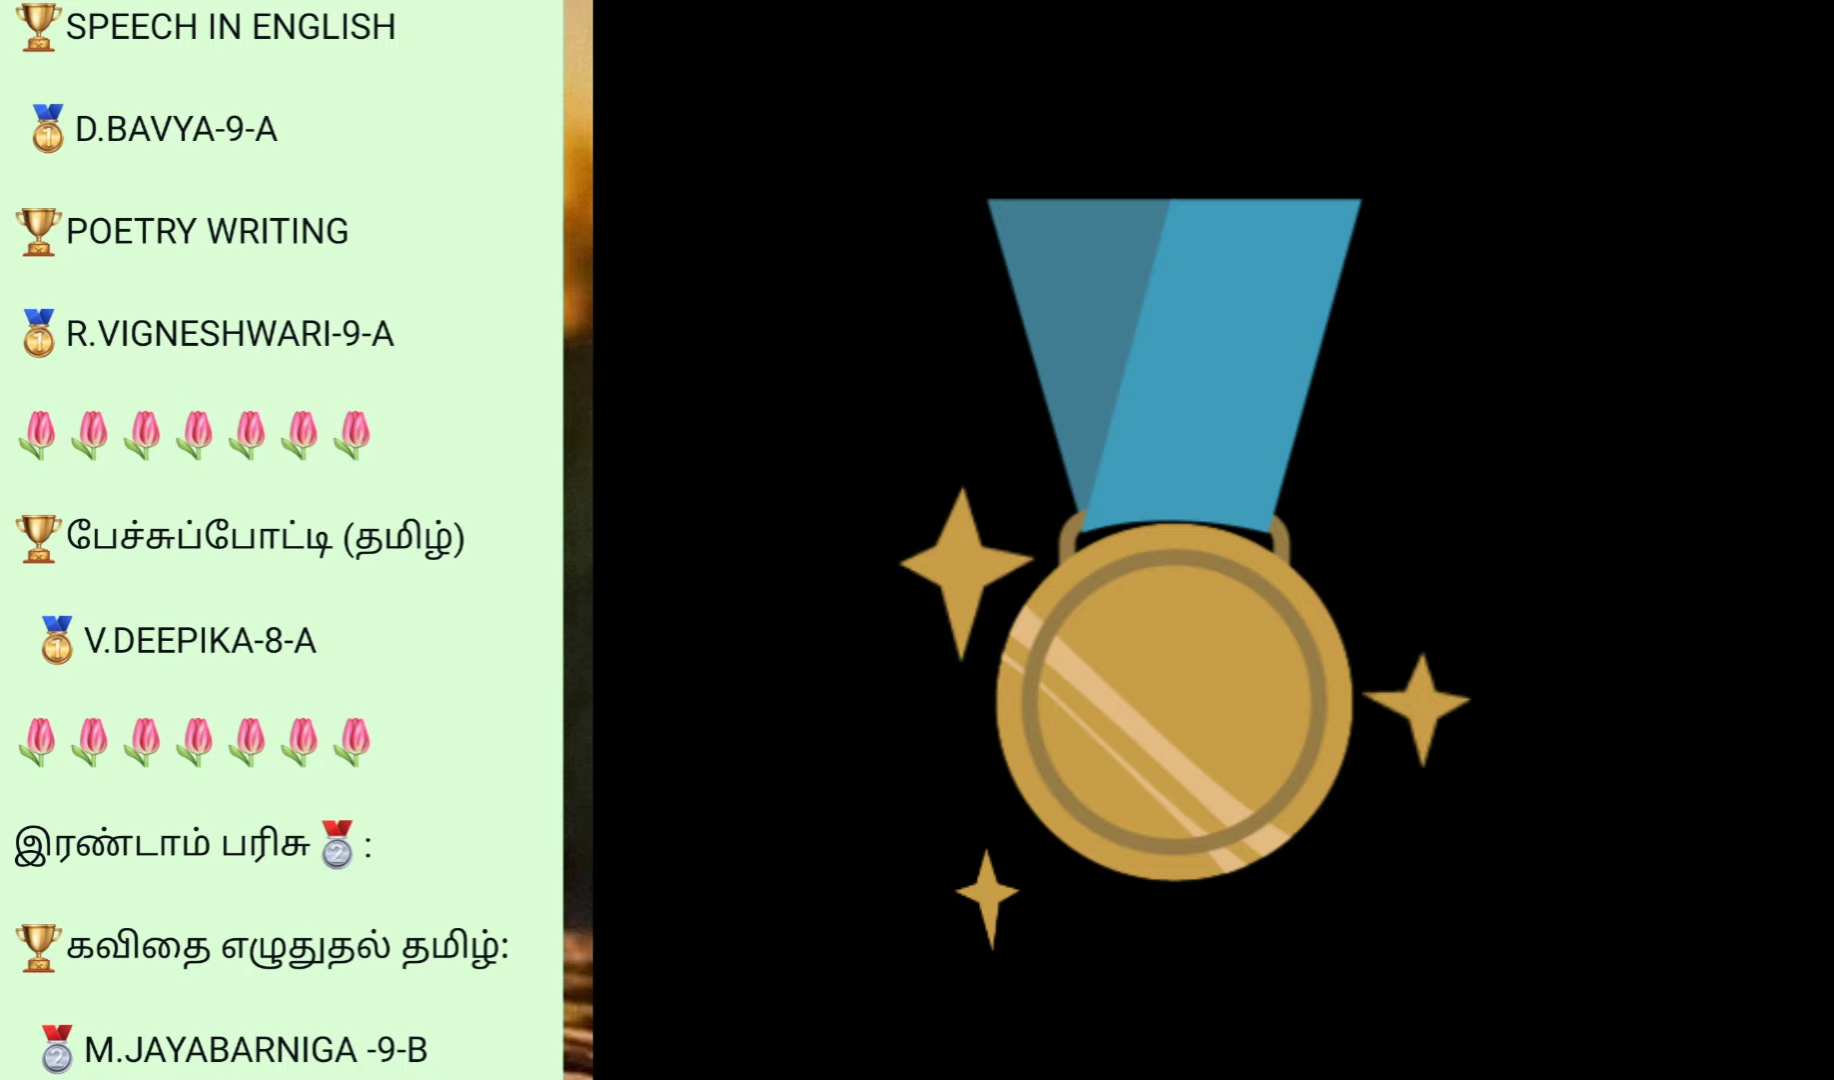 🏆SPEECH IN ENGLISH
🥇D.BAVYA-9-A
🏆POETRY WRITING
🥇R.VIGNESHWARI-9-A
🌷🌷🌷🌷🌷🌷🌷
🏆பேச்சுப்போட்டி (தமிழ்)
🥇V.DEEPIKA-8-A
🌷🌷🌷🌷🌷🌷🌷
இரண்டாம் பரிசு🥈:
🏆கவிதை எழுதுதல் தமிழ்:
🥈M.JAYABARNIGA -9-B